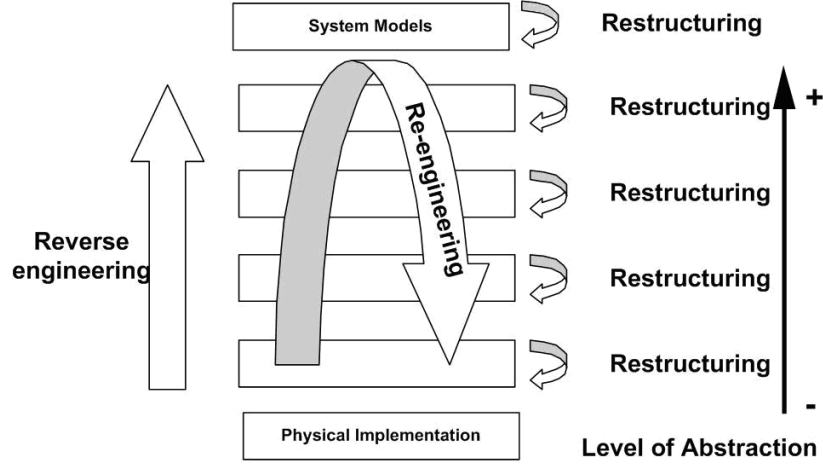 System Models
Restructuring
Restructuring
+
Re-engineering
Restructuring
Reverse
engineering
Restructuring
Restructuring
-
Physical Implementation
Level of Abstraction